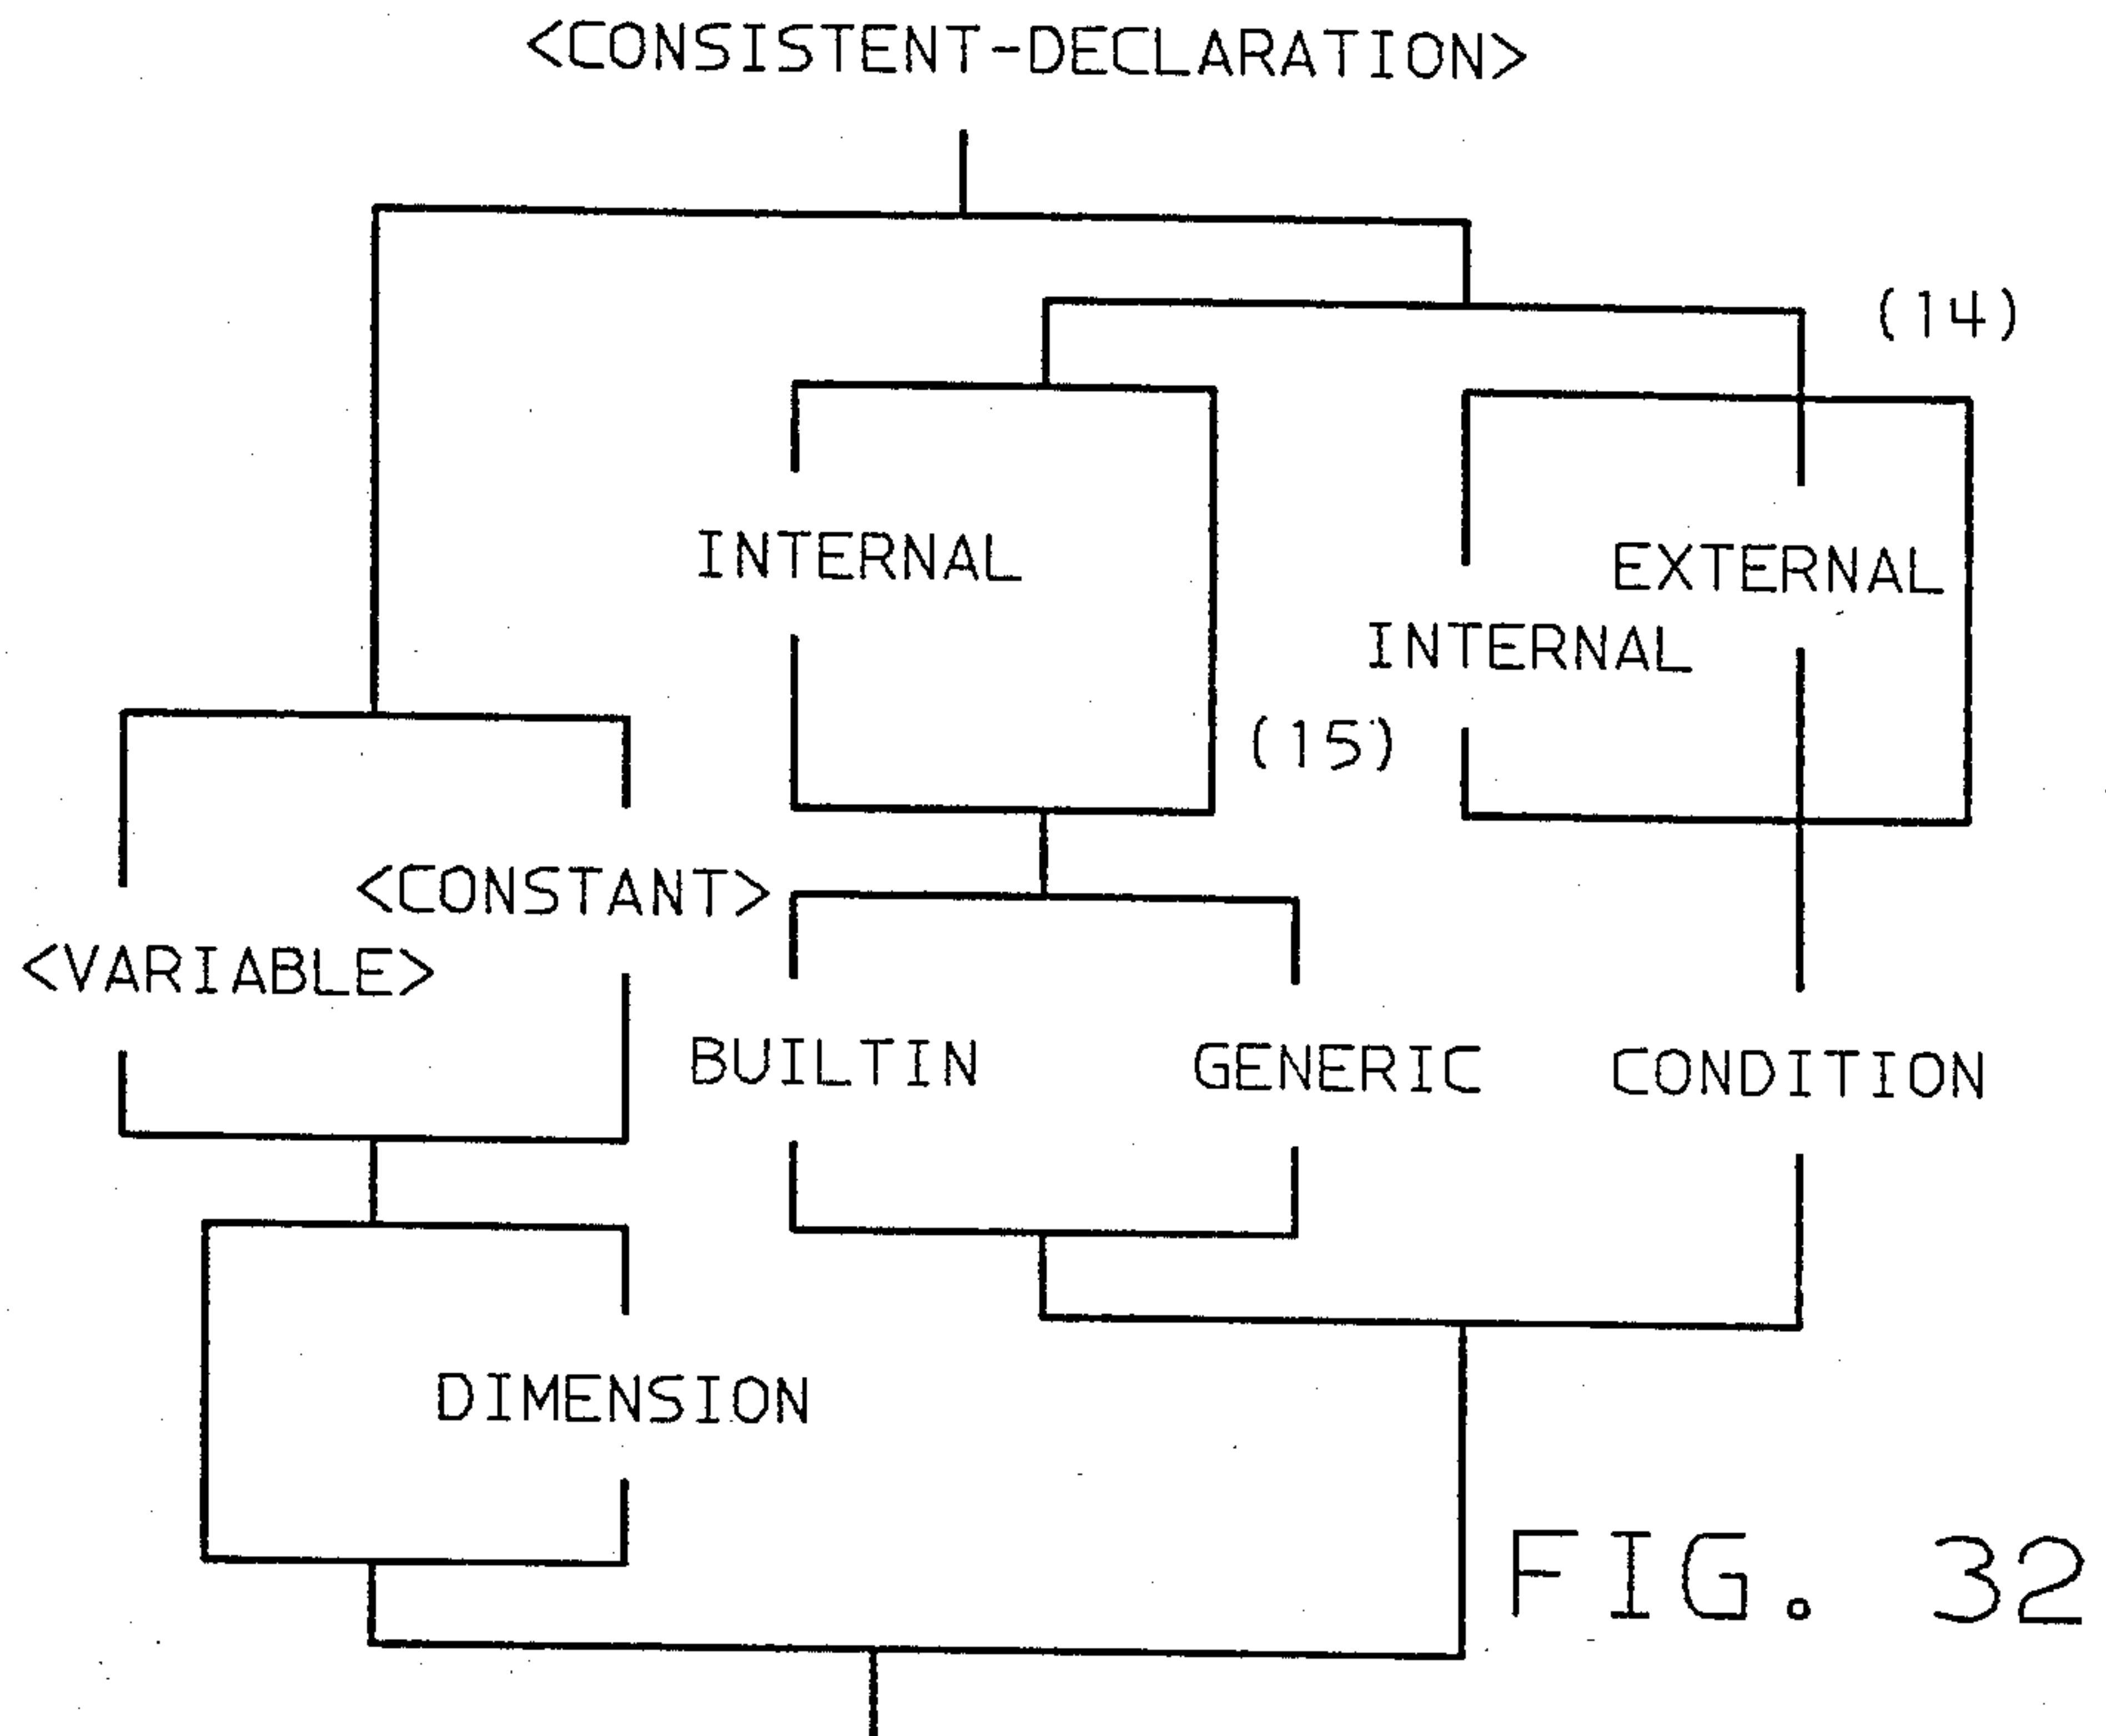 <CONSISTENT-DECLARATION>
(14)
INTERNAL
EXTERNAL
INTERNAL
(15)
<CONSTANT>
<VARIABLE>
BUILTIN
GENERIC
CONDITION
DIMENSION
FIG. 32